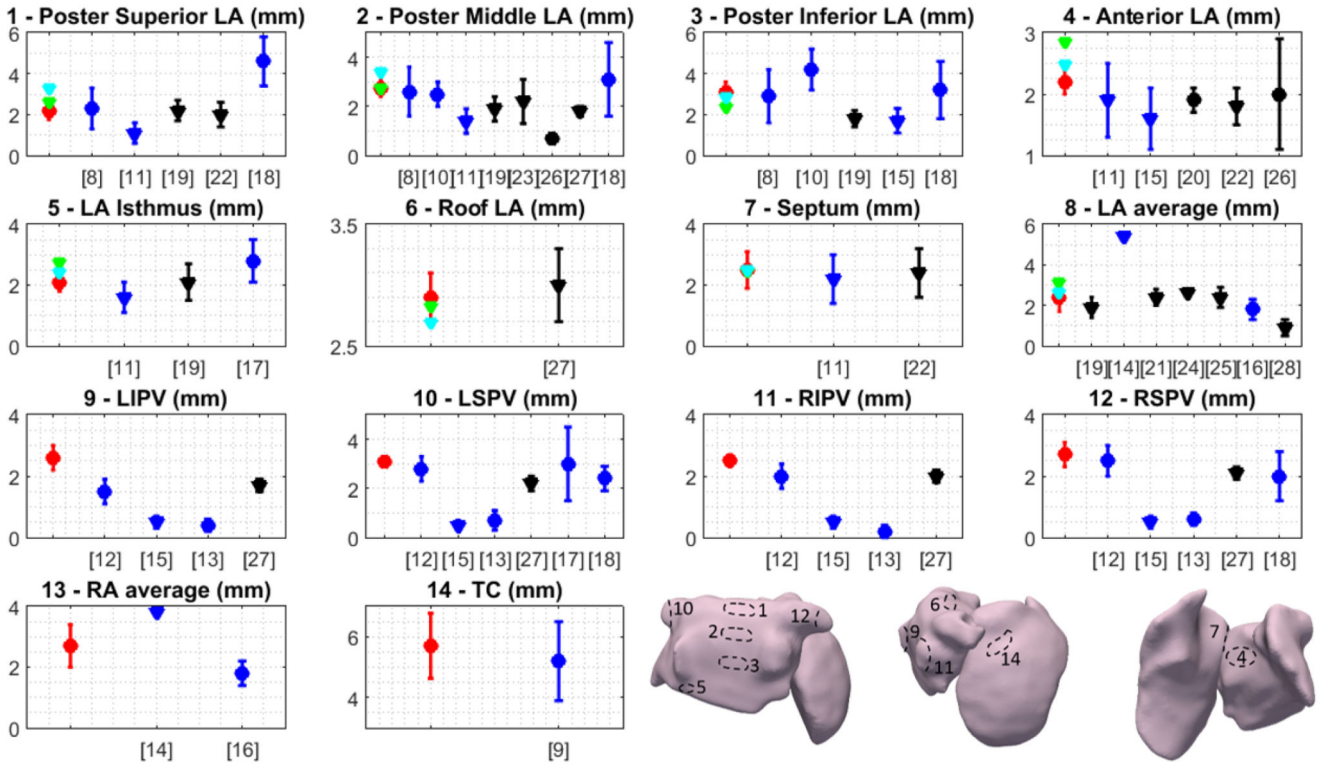 1 - Poster Superior LA (mm)
6
4
2
0
[8] [11] [19] [22] [18]
2 - Poster Middle LA (mm)
4
2
0
[8] [10] [11] [19] [23] [26] [27] [18]
3 - Poster Inferior LA (mm)
6
4
2
0
[8] [10] [19] [15] [18]
4 - Anterior LA (mm)
3
2
1
[11] [15] [20] [22] [26]
5 - LA Isthmus (mm)
4
2
0
[11] [19] [17]
6 - Roof LA (mm)
3.5
2.5
[27]
7 - Septum (mm)
4
2
0
[11] [22]
8 - LA average (mm)
6
4
2
0
[19] [14] [21] [24] [25] [16] [28]
9 - LIPV (mm)
4
2
0
[12] [15] [13] [27]
10 - LSPV (mm)
4
2
0
[12] [15] [13] [27] [17] [18]
11 - RIPV (mm)
4
2
0
[12] [15] [13] [27]
12 - RSPV (mm)
4
2
0
[12] [15] [13] [27] [18]
13 - RA average (mm)
4
2
0
[14] [16]
14 - TC (mm)
6
4
[9]
10 1 12
2
3
5
6
9
11 14
7
4